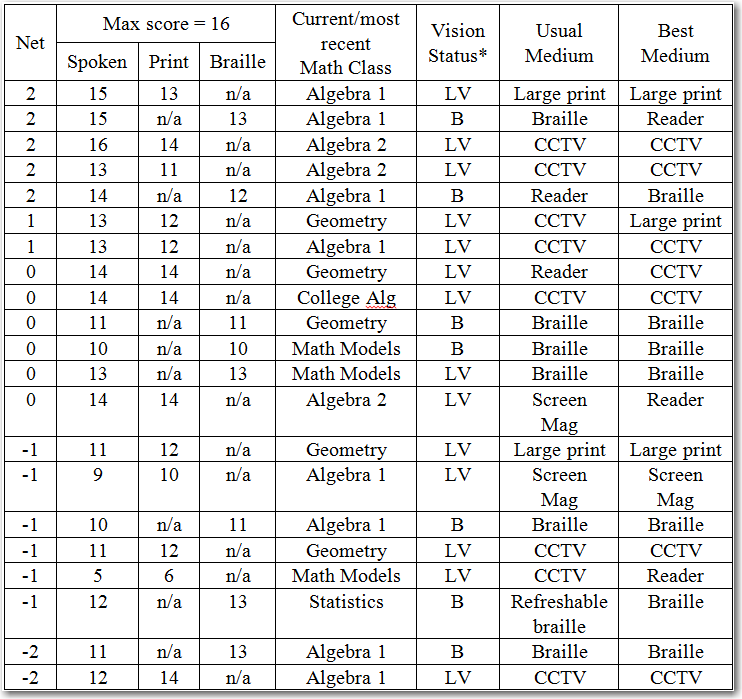 Net Max score = 16 Current/most recent Math Class Vision Status* Usual Medium Best Medium
Spoken Print Braille
2 15 13 n/a Algebra 1 LV Large print Large print
2 15 n/a 13 Algebra 1 B Braille Reader
2 16 14 n/a Algebra 2 LV CCTV CCTV
2 13 11 n/a Algebra 2 LV CCTV CCTV
2 14 n/a 12 Algebra 1 B Reader Braille
1 13 12 n/a Geometry LV CCTV Large print
1 13 12 n/a Algebra 1 LV CCTV CCTV
0 14 14 n/a Geometry LV Reader CCTV
0 14 14 n/a College Alg LV CCTV CCTV
0 11 n/a 11 Geometry B Braille Braille
0 10 n/a 10 Math Models B Braille Braille
0 13 n/a 13 Math Models LV Braille Braille
0 14 14 n/a Algebra 2 LV Screen Mag Reader
-1 11 12 n/a Geometry LV Large print Large print
-1 9 10 n/a Algebra 1 LV Screen Mag Screen Mag
-1 10 n/a 11 Algebra 1 B Braille Braille
-1 11 12 n/a Geometry LV CCTV CCTV
-1 5 6 n/a Math Models LV CCTV Reader
-1 12 n/a 13 Statistics B Refreshable braille Braille
-2 11 n/a 13 Algebra 1 B Braille Braille
-2 12 14 n/a Algebra 1 LV CCTV CCTV